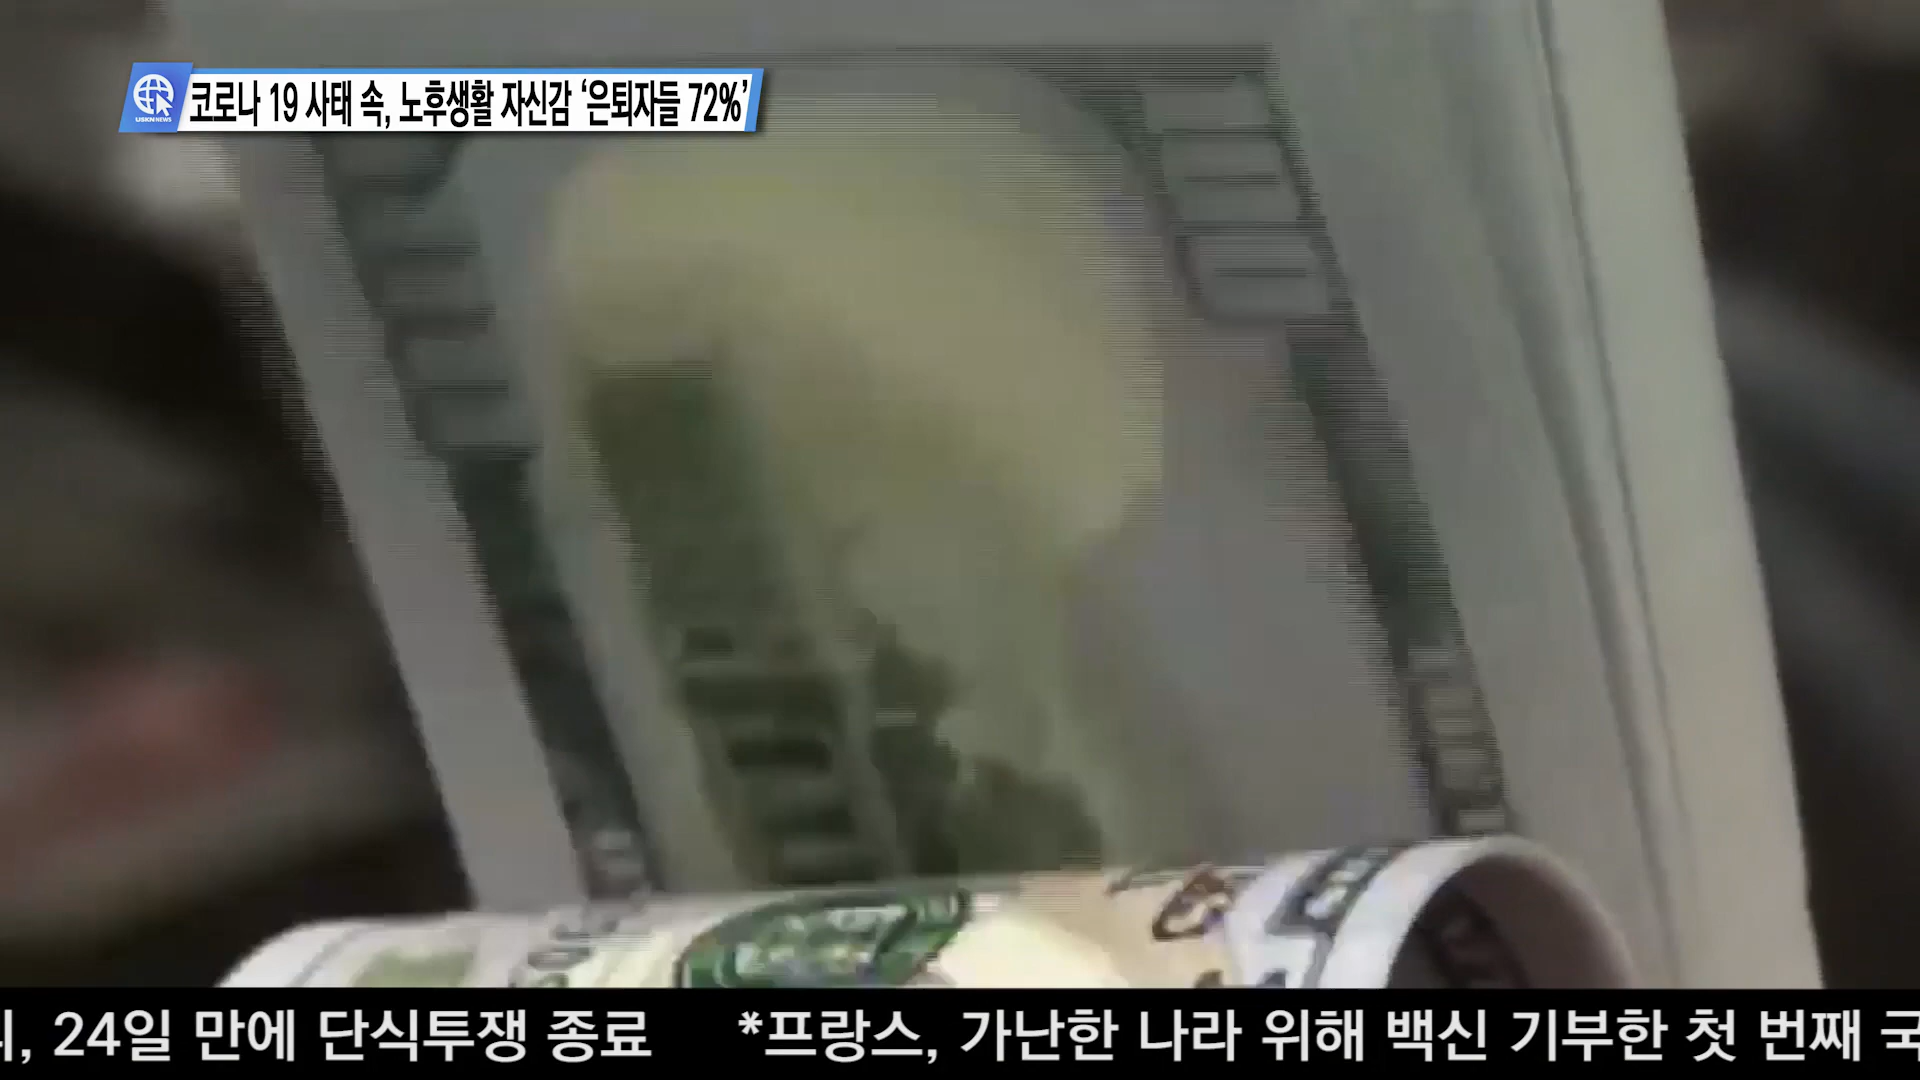 코로나 19 사태 속, 노후생활 자신감 ‘은퇴자들 72%’
USKN NEWS
24일 만에 단식투쟁 종료 *프랑스, 가난한 나라 위해 백신 기부한 첫 번째